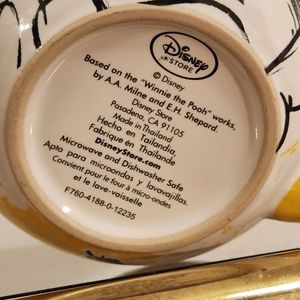 Disney
STORE
© Disney
Based on the "Winnie the Pooh" works,
by A.A. Milne and E.H. Shepard.
Disney Store
Pasadena, CA 91105
Made in Thailand
Hecho en Tailandia
Fabriqué en Thaïlande
DisneyStore.com
Microwave and Dishwasher Safe
Apto para microondas y lavavajillas.
Convient pour le four à micro-ondes
et le lave-vaisselle
F760-4188-0-12235